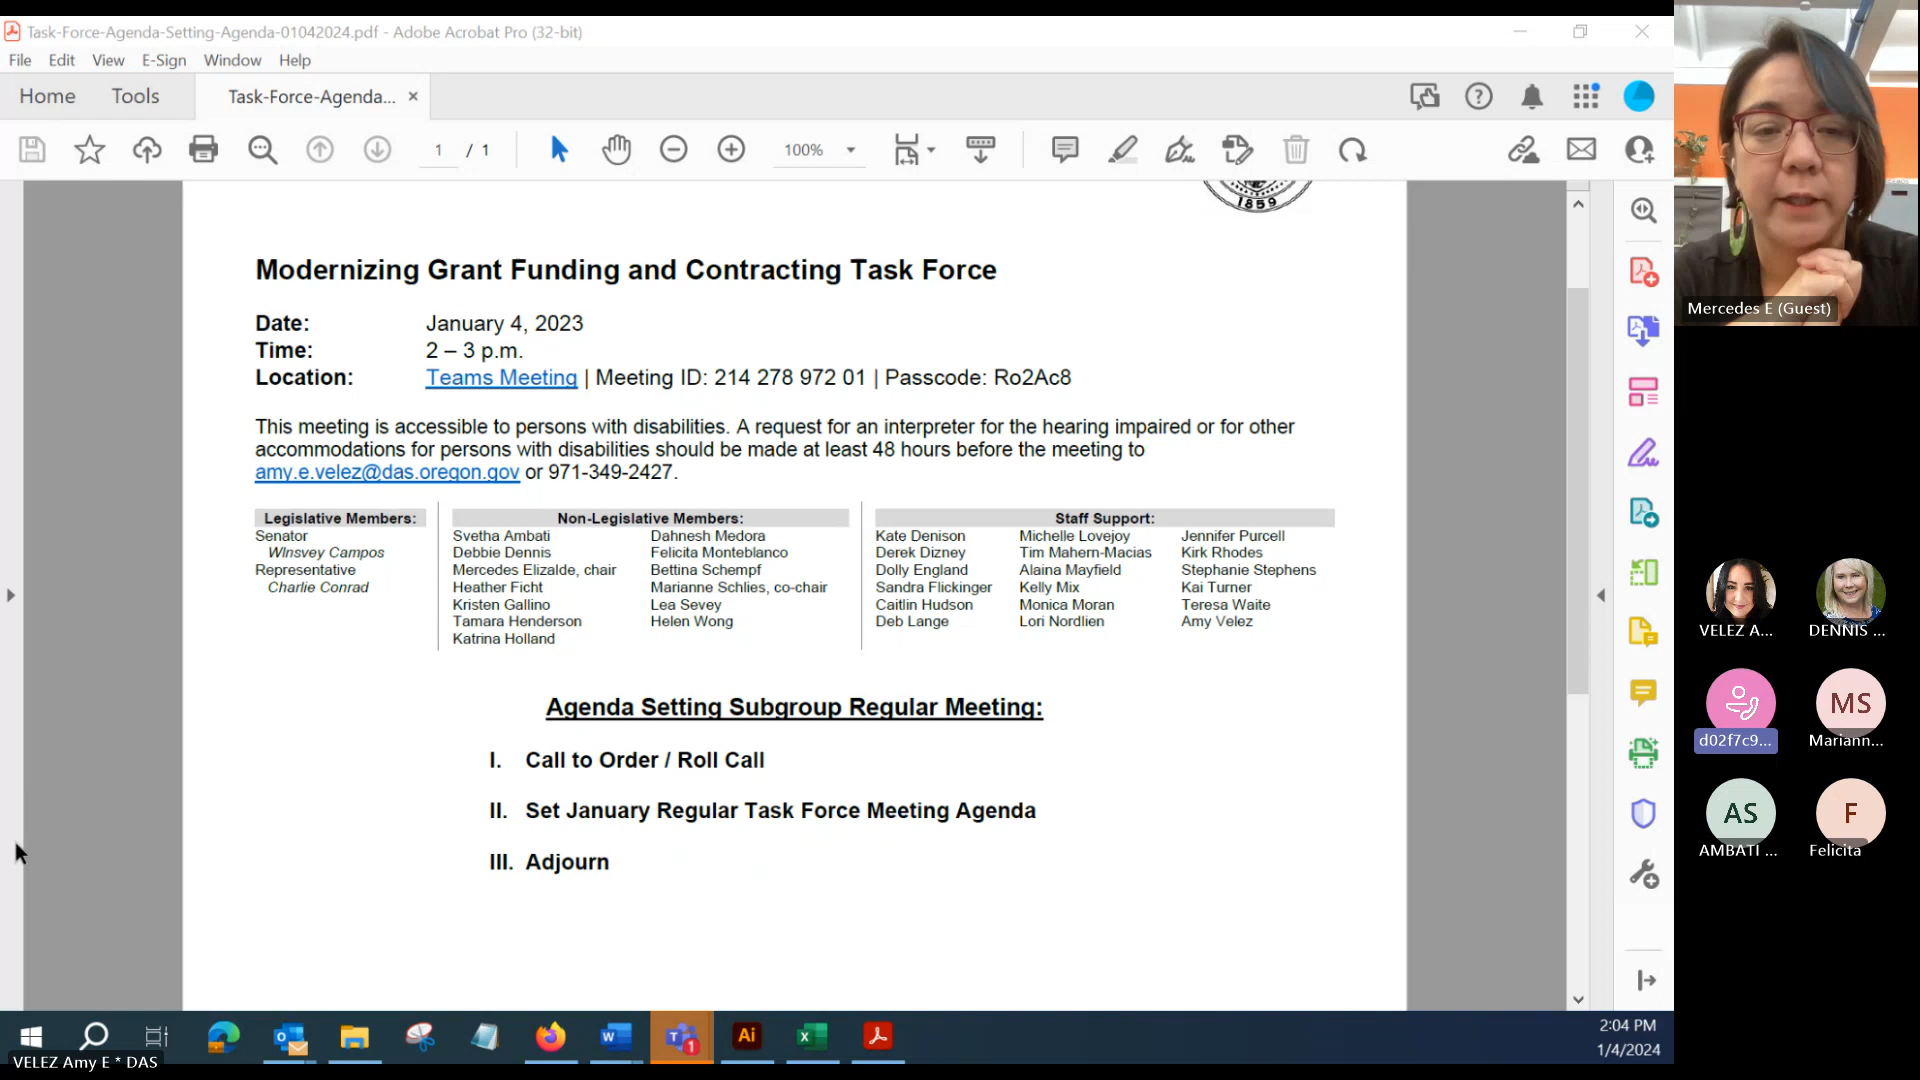 Task-Force-Agenda-Setting-Agenda-01042024.pdf - Adobe Acrobat Pro (32-bit)
File Edit View E-Sign Window Help
Home Tools Task-Force-Agenda... ×
1 / 1 100%
1859
Modernizing Grant Funding and Contracting Task Force
Date: January 4, 2023
Time: 2 – 3 p.m.
Location: Teams Meeting | Meeting ID: 214 278 972 01 | Passcode: Ro2Ac8
This meeting is accessible to persons with disabilities. A request for an interpreter for the hearing impaired or for other
accommodations for persons with disabilities should be made at least 48 hours before the meeting to
amy.e.velez@das.oregon.gov or 971-349-2427.
Legislative Members:
Senator
WInsvey Campos
Representative
Charlie Conrad
Non-Legislative Members:
Svetha Ambati
Debbie Dennis
Mercedes Elizalde, chair
Heather Ficht
Kristen Gallino
Tamara Henderson
Katrina Holland
Dahnesh Medora
Felicita Monteblanco
Bettina Schempf
Marianne Schlies, co-chair
Lea Sevey
Helen Wong
Staff Support:
Kate Denison
Derek Dizney
Dolly England
Sandra Flickinger
Caitlin Hudson
Deb Lange
Michelle Lovejoy
Tim Mahern-Macias
Alaina Mayfield
Kelly Mix
Monica Moran
Lori Nordlien
Jennifer Purcell
Kirk Rhodes
Stephanie Stephens
Kai Turner
Teresa Waite
Amy Velez
Agenda Setting Subgroup Regular Meeting:
I. Call to Order / Roll Call
II. Set January Regular Task Force Meeting Agenda
III. Adjourn
Mercedes E (Guest)
VELEZ A...
DENNIS ...
d02f7c9...
MS
Mariann...
AS
AMBATI ...
F
Felicita
W
1
Ai
X
2:04 PM
1/4/2024
VELEZ Amy E * DAS